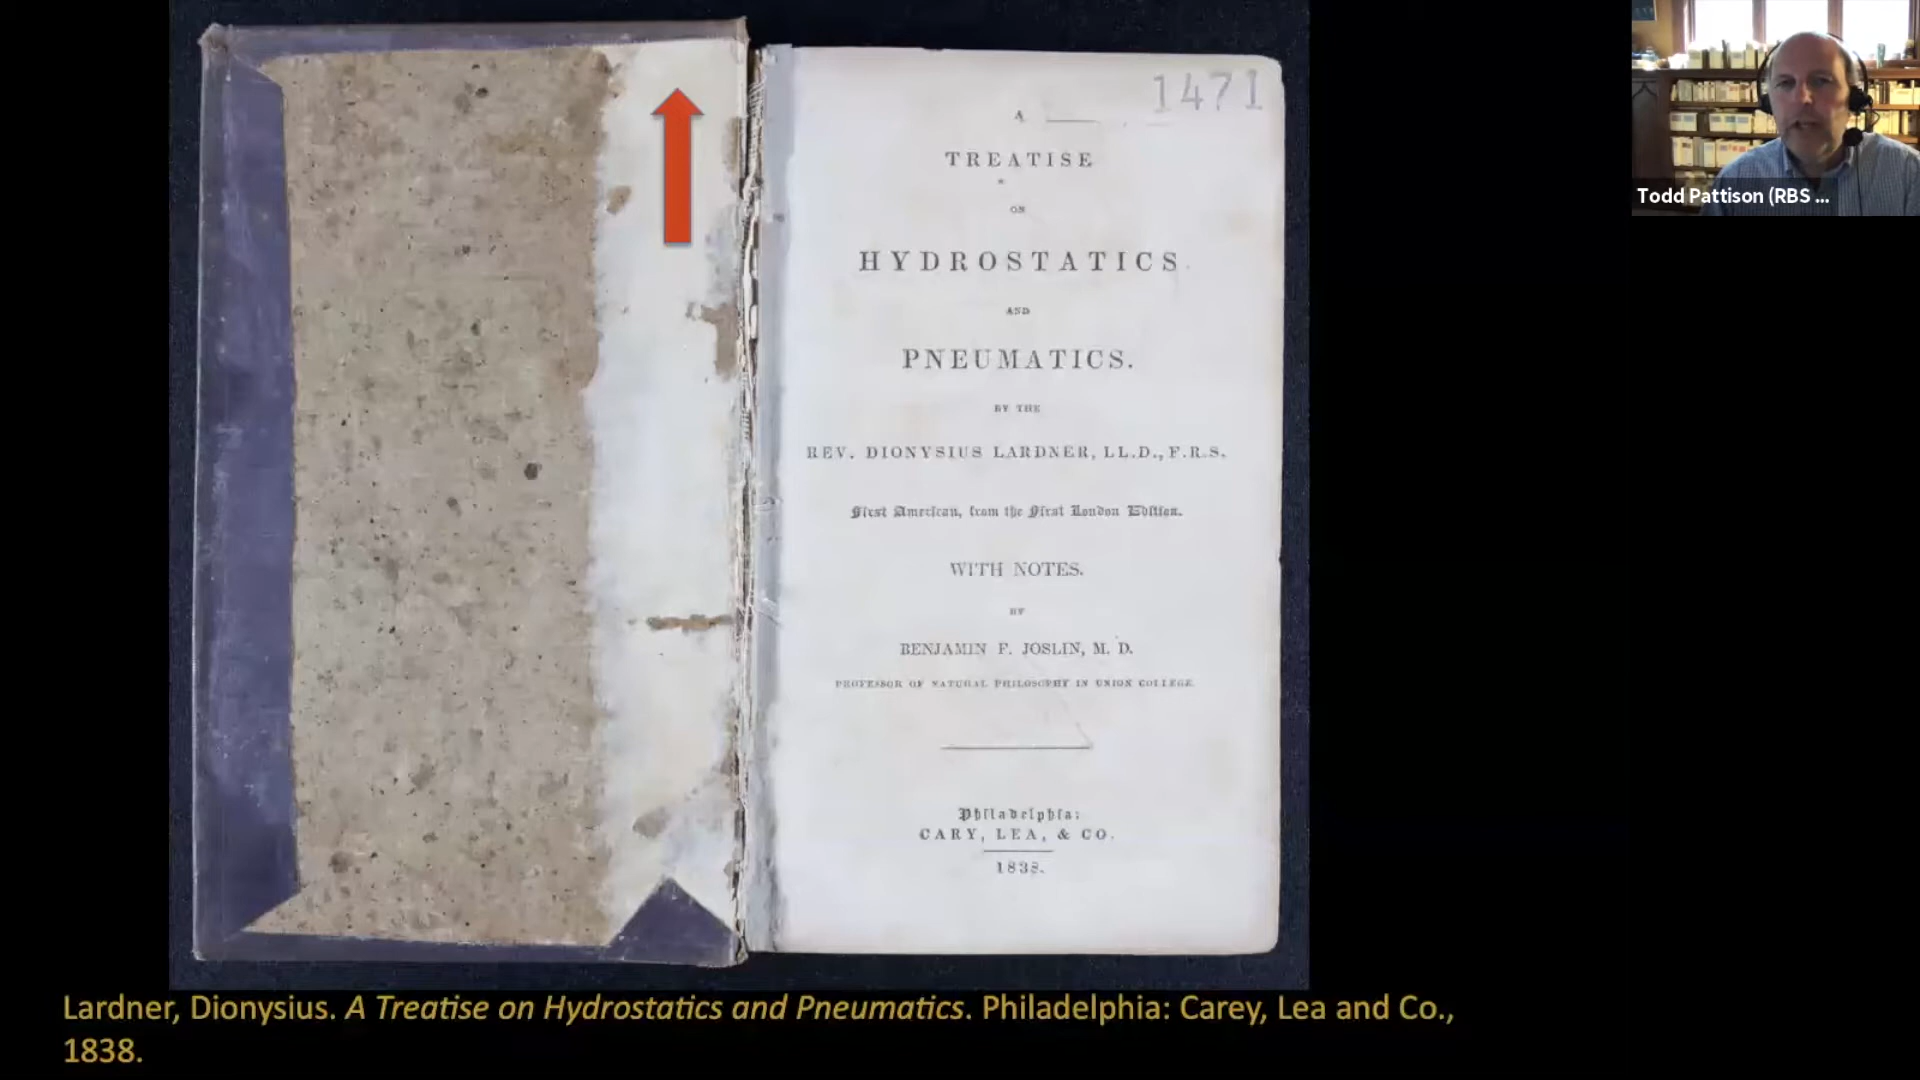 1471
A
TREATISE
ON
HYDROSTATICS
AND
PNEUMATICS.
BY THE
REV. DIONYSIUS LARDNER, LL.D., F.R.S.
First American, from the First London Edition.
WITH NOTES.
BY
BENJAMIN F. JOSLIN, M. D.
PROFESSOR OF NATURAL PHILOSOPHY IN UNION COLLEGE.
Philadelphia:
CARY, LEA, & CO.
1838.
Todd Pattison (RBS ...
Lardner, Dionysius. A Treatise on Hydrostatics and Pneumatics. Philadelphia: Carey, Lea and Co.,
1838.